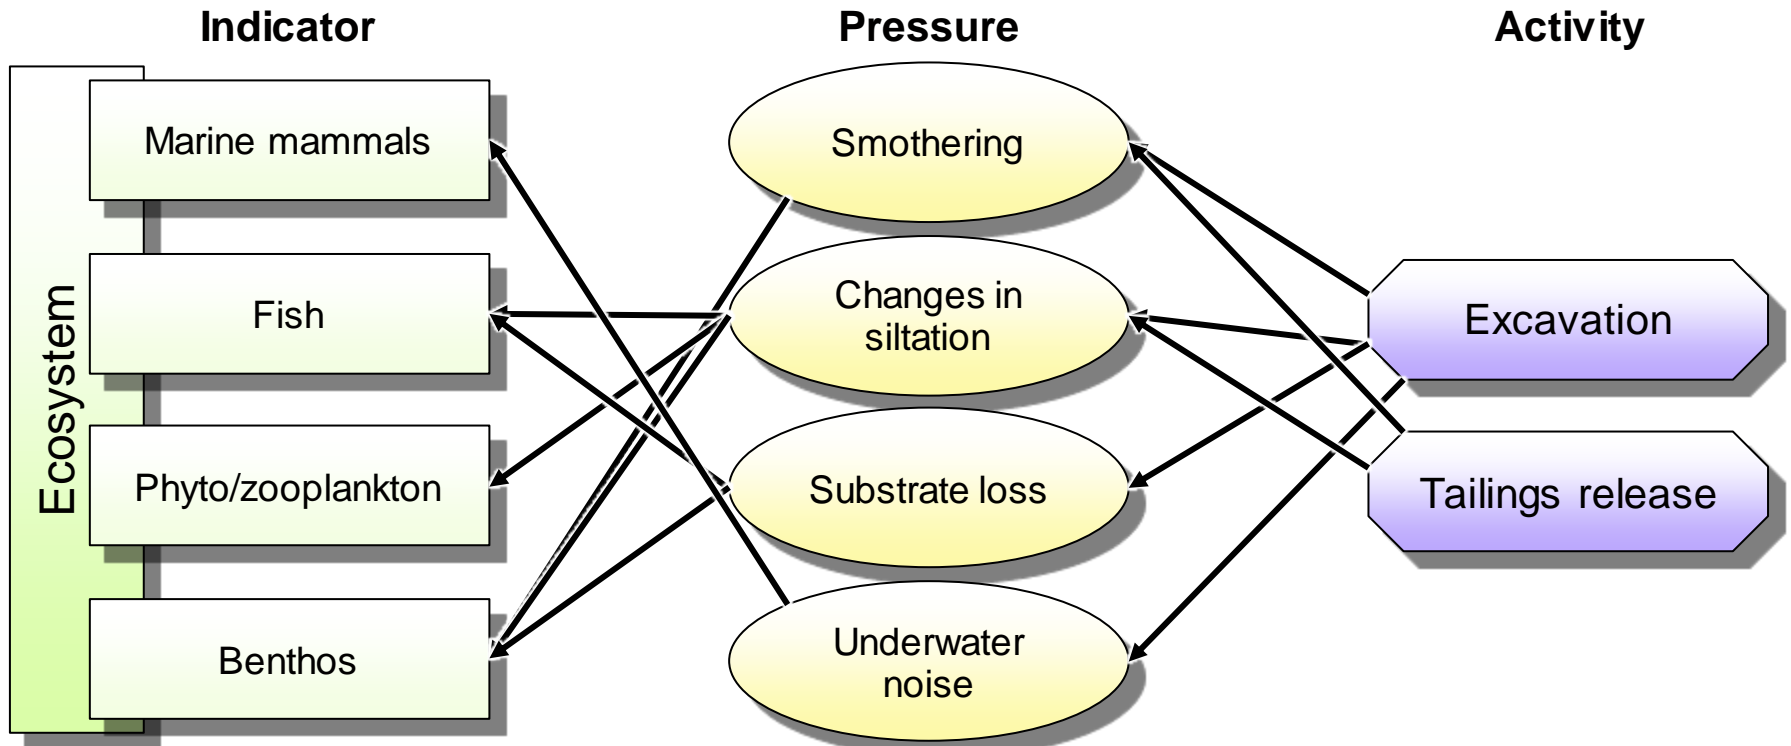 Indicator
Pressure
Activity
Ecosystem
Marine mammals
Fish
Phyto/zooplankton
Benthos
Smothering
Changes in
siltation
Substrate loss
Underwater
noise
Excavation
Tailings release